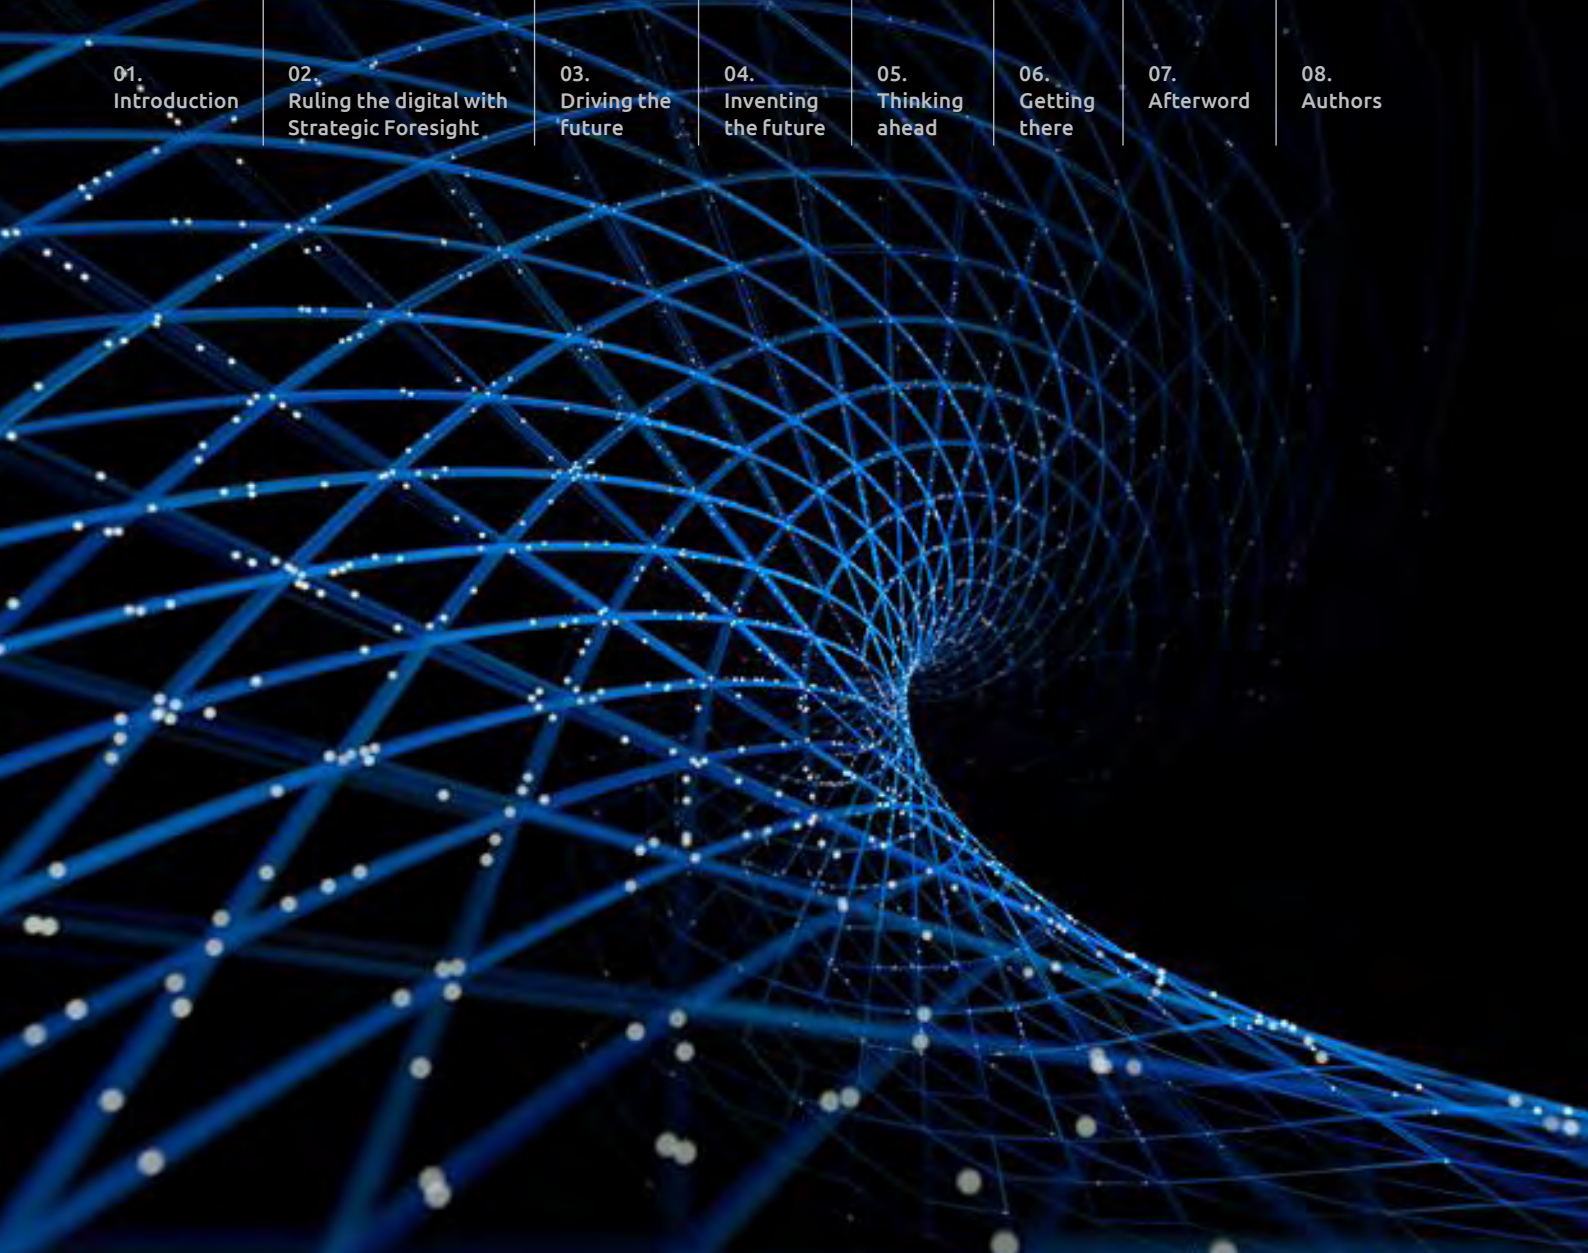 01.
Introduction
02.
Ruling the digital with
Strategic Foresight
03.
Driving the
future
04.
Inventing
the future
05.
Thinking
ahead
06.
Getting
there
07.
Afterword
08.
Authors